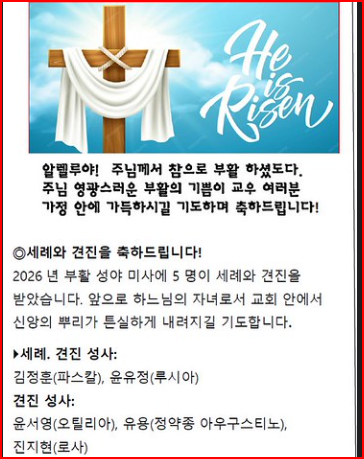 He
is
Risen
알렐루야! 주님께서 참으로 부활 하셨도다.
주님 영광스러운 부활의 기쁨이 교우 여러분
가정 안에 가득하시길 기도하며 축하드립니다!
◎세례와 견진을 축하드립니다!
2026 년 부활 성야 미사에 5 명이 세례와 견진을
받았습니다. 앞으로 하느님의 자녀로서 교회 안에서
신앙의 뿌리가 튼실하게 내려지길 기도합니다.
▶세례. 견진 성사:
김정훈(파스칼), 윤유정(루시아)
견진 성사:
윤서영(오틸리아), 유용(정약종 아우구스티노),
진지현(로사)